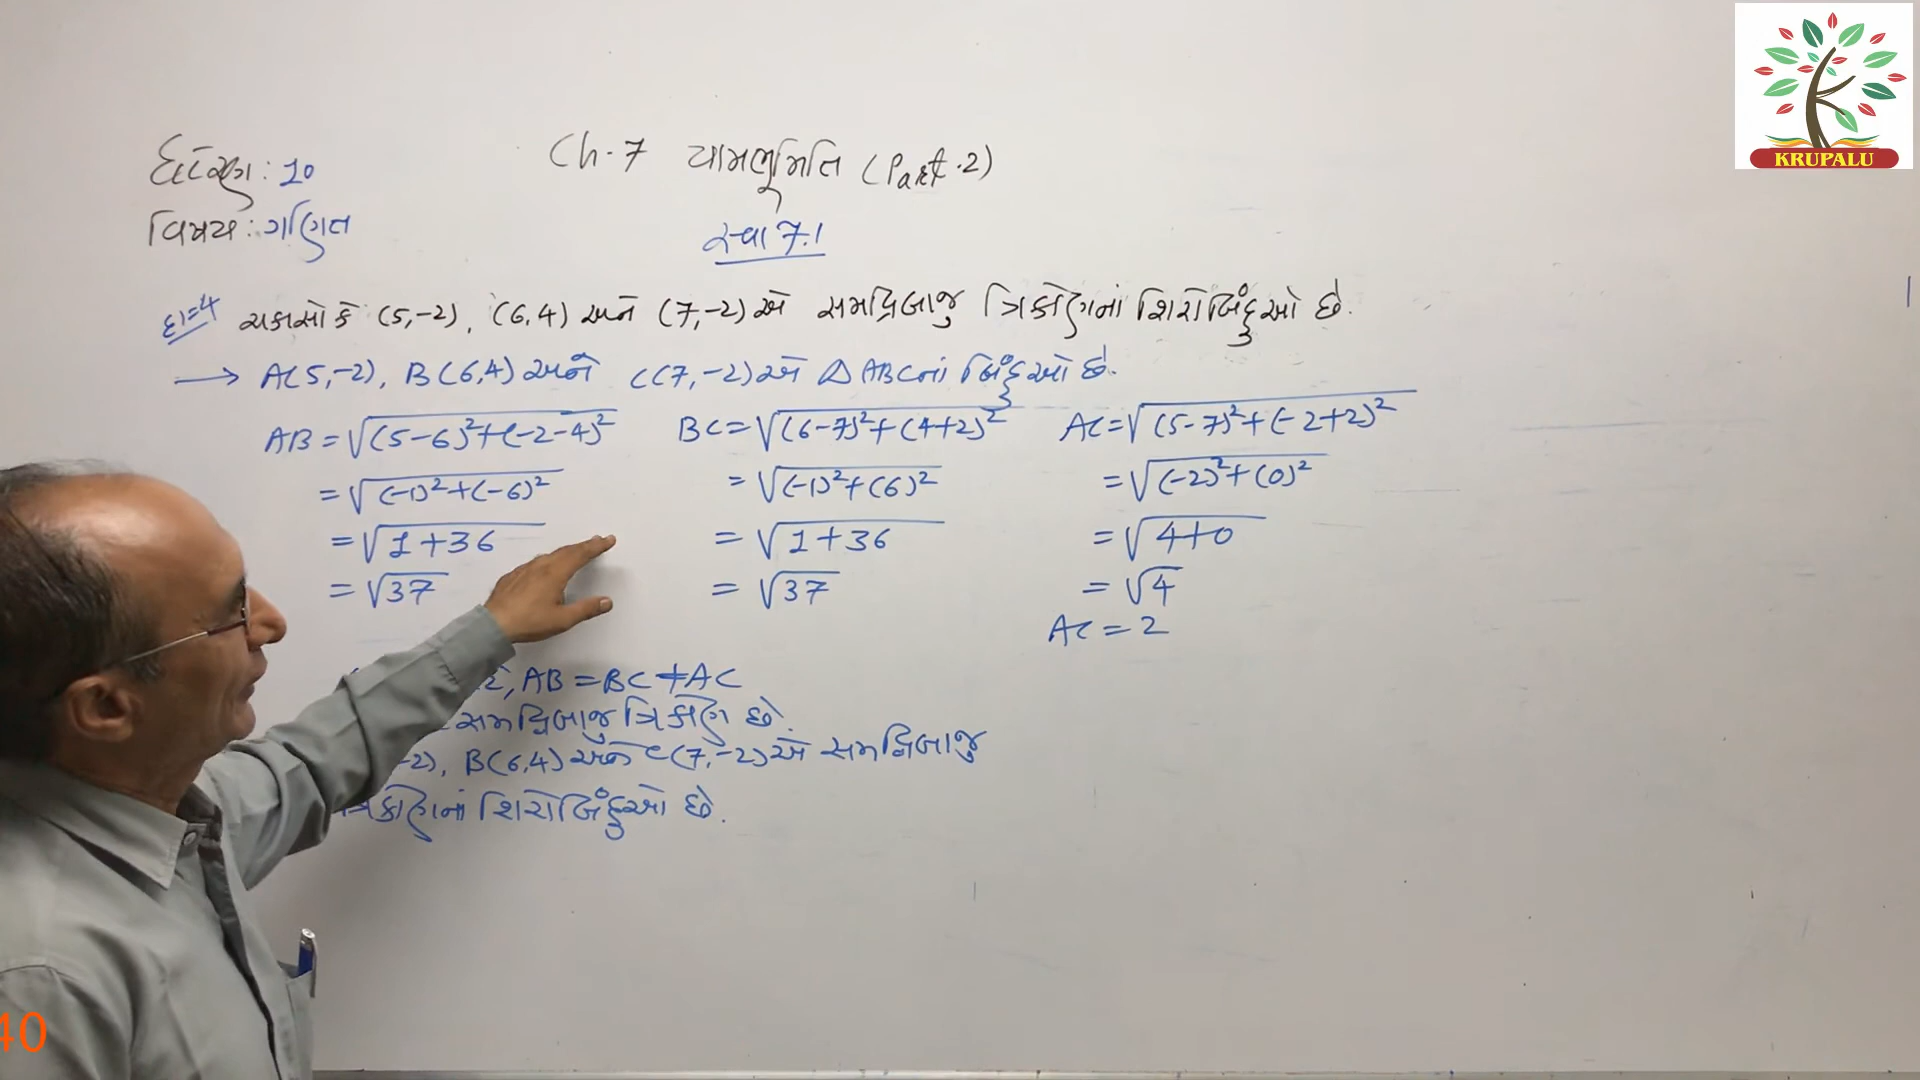 ધોરણ : 10
વિષય : ગણિત
Ch-7 યામભૂમિતિ (Part-2)
સ્વા 7.1
દા=4 ચકાસો કે (5,-2), (6,4) અને (7,-2) એ સમદ્વિબાજુ ત્રિકોણનાં શિરોબિંદુઓ છે.
→ A(5,-2), B(6,4) અને C(7,-2) એ △ ABCનાં બિંદુઓ છે.
AB = √(5-6)²+(-2-4)² BC = √(6-7)²+(4+2)² AC = √(5-7)²+(-2+2)²
= √(-1)²+(-6)² = √(-1)²+(6)² = √(-2)²+(0)²
= √1+36 = √1+36 = √4+0
= √37 = √37 = √4
AC = 2
, AB = BC ≠ AC
સમદ્વિબાજુ ત્રિકોણ છે.
-2), B(6,4) અને C(7,-2) એ સમદ્વિબાજુ
ત્રિકોણનાં શિરોબિંદુઓ છે.
KRUPALU
40